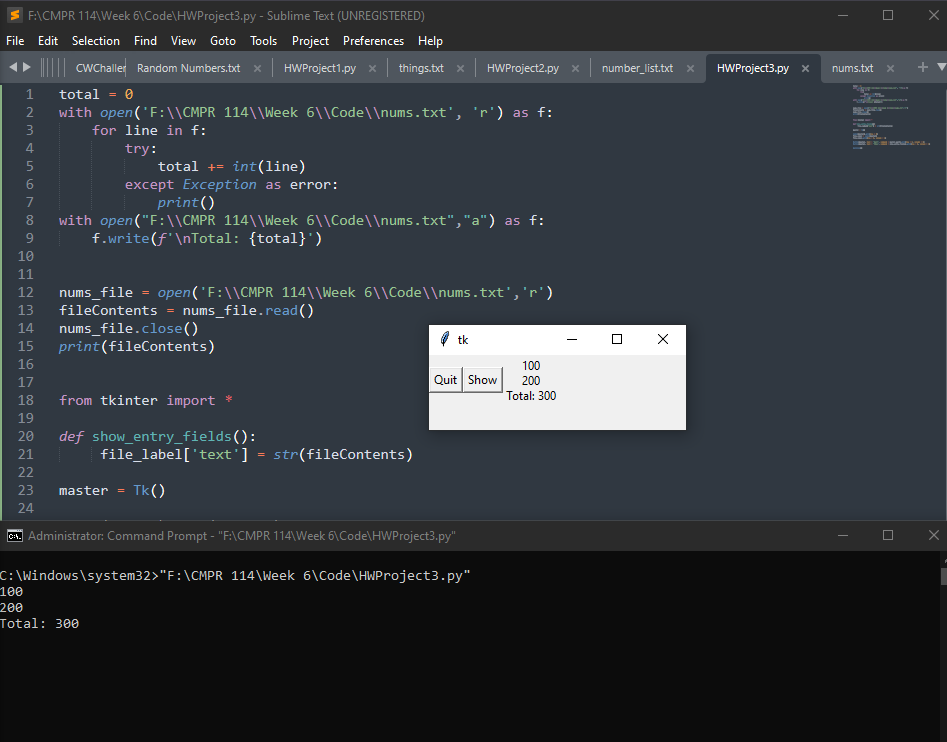 F:\CMPR 114\Week 6\Code\HWProject3.py - Sublime Text (UNREGISTERED)
File Edit Selection Find View Goto Tools Project Preferences Help
CWChaller Random Numbers.txt HWProject1.py things.txt HWProject2.py number_list.txt HWProject3.py nums.txt
1 total = 0
2 with open('F:\\CMPR 114\\Week 6\\Code\\nums.txt', 'r') as f:
3 for line in f:
4 try:
5 total += int(line)
6 except Exception as error:
7 print()
8 with open("F:\\CMPR 114\\Week 6\\Code\\nums.txt","a") as f:
9 f.write(f'\nTotal: {total}')
10
11
12 nums_file = open('F:\\CMPR 114\\Week 6\\Code\\nums.txt','r')
13 fileContents = nums_file.read()
14 nums_file.close()
15 print(fileContents)
16
17
18 from tkinter import *
19
20 def show_entry_fields():
21 file_label['text'] = str(fileContents)
22
23 master = Tk()
24
tk
Quit Show
100
200
Total: 300
Administrator: Command Prompt - "F:\CMPR 114\Week 6\Code\HWProject3.py"
C:\Windows\system32>"F:\CMPR 114\Week 6\Code\HWProject3.py"
100
200
Total: 300